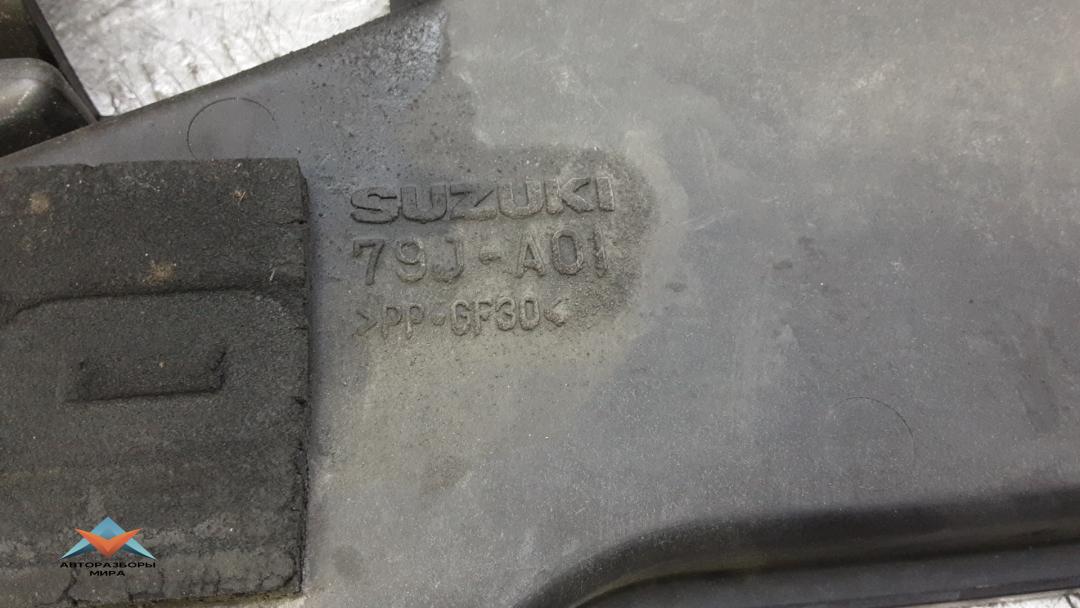 SUZUKI
79J-A01
>PP-GF30<
АВТОРАЗБОРЫ
МИРА